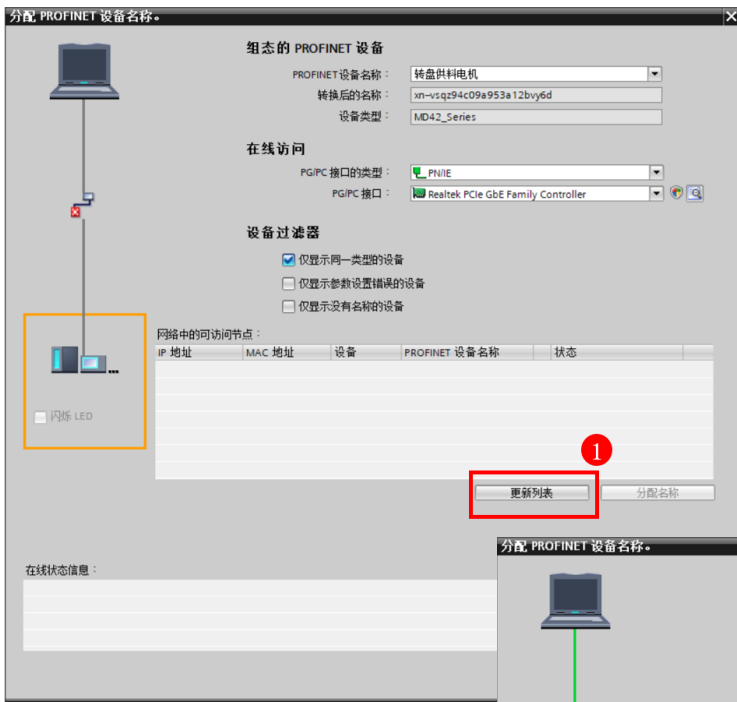 分配 PROFINET 设备名称。
组态的 PROFINET 设备
PROFINET设备名称：
转盘供料电机
转换后的名称：
xn--vsqz94c09a953a12bvy6d
设备类型：
MD42_Series
在线访问
PG/PC 接口的类型：
PN/IE
PG/PC 接口：
Realtek PCIe GbE Family Controller
设备过滤器
仅显示同一类型的设备
仅显示参数设置错误的设备
仅显示没有名称的设备
网络中的可访问节点：
IP 地址 MAC 地址 设备 PROFINET 设备名称 状态
闪烁 LED
1
更新列表 分配名称
分配 PROFINET 设备名称。
在线状态信息：